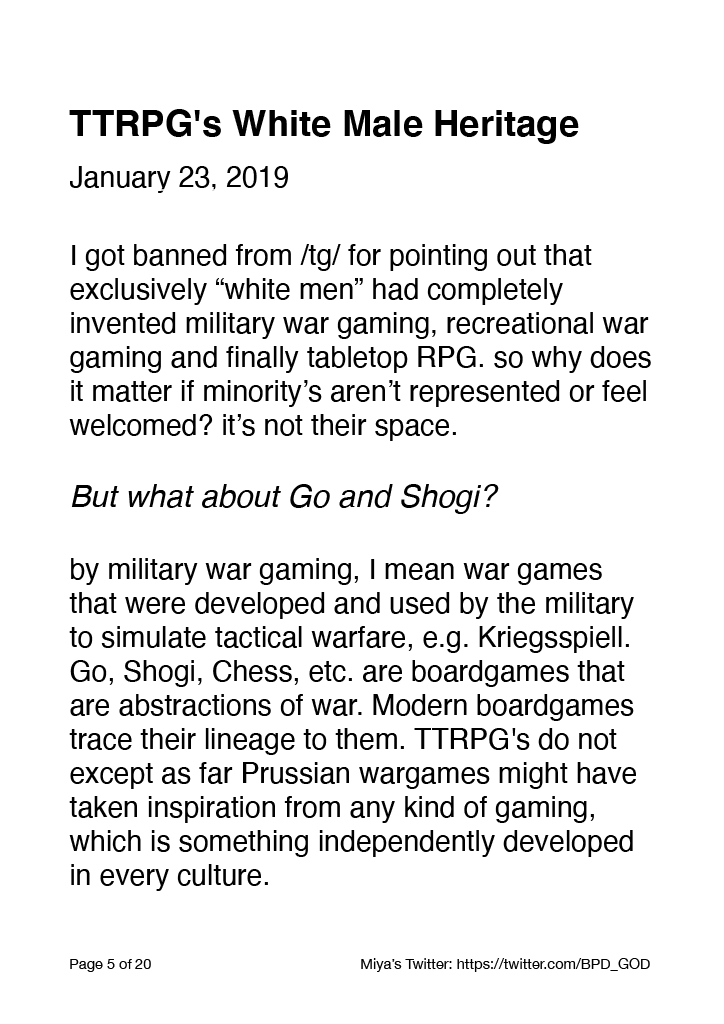 TTRPG's White Male Heritage
January 23, 2019
I got banned from /tg/ for pointing out that
exclusively “white men” had completely
invented military war gaming, recreational war
gaming and finally tabletop RPG. so why does
it matter if minority’s aren’t represented or feel
welcomed? it’s not their space.
But what about Go and Shogi?
by military war gaming, I mean war games
that were developed and used by the military
to simulate tactical warfare, e.g. Kriegsspiell.
Go, Shogi, Chess, etc. are boardgames that
are abstractions of war. Modern boardgames
trace their lineage to them. TTRPG's do not
except as far Prussian wargames might have
taken inspiration from any kind of gaming,
which is something independently developed
in every culture.
Page 5 of 20 Miya’s Twitter: https://twitter.com/BPD_GOD